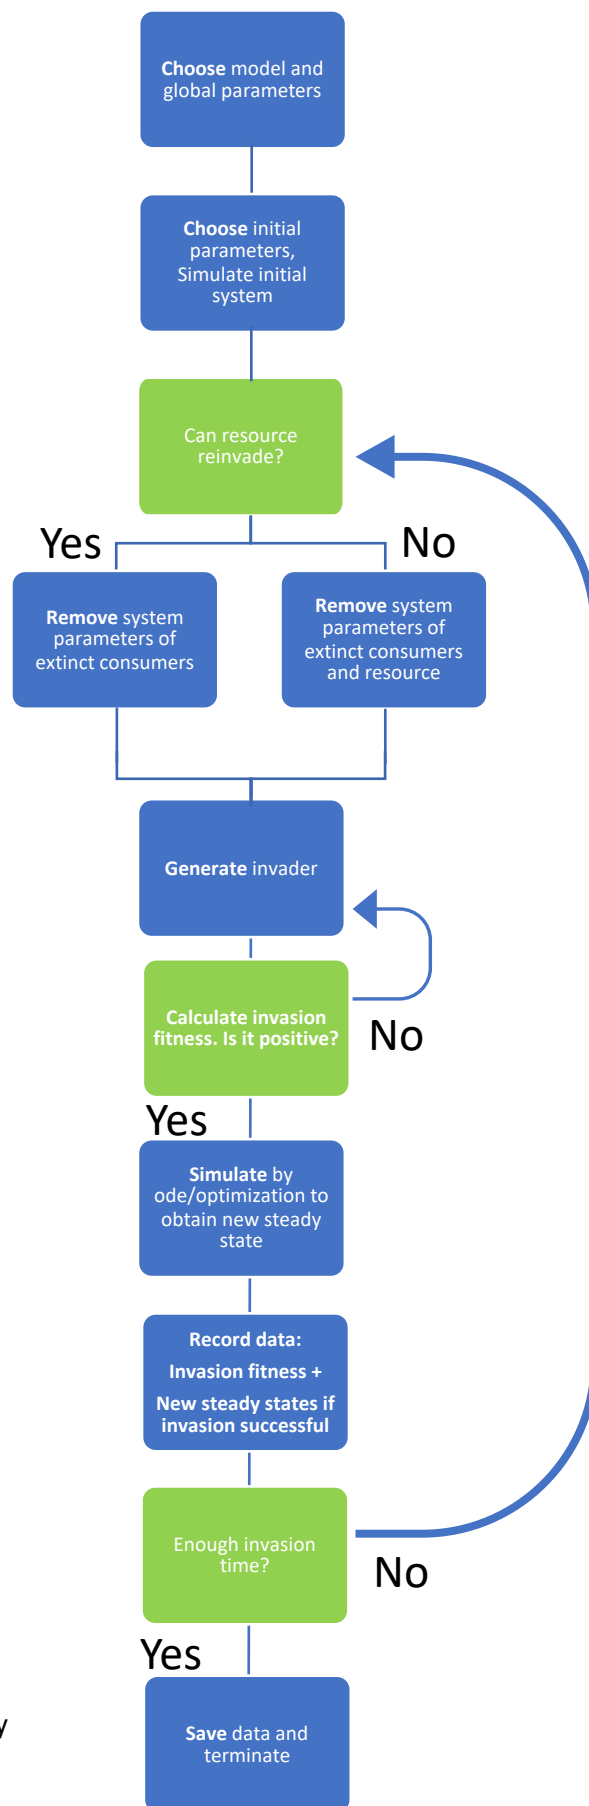 Choose model and
global parameters
Choose initial
parameters,
Simulate initial
system
Can resource
reinvade?
Yes
No
Remove system
parameters of
extinct consumers
Remove system
parameters of
extinct consumers
and resource
Generate invader
Calculate invasion
fitness. Is it positive?
No
Yes
Simulate by
ode/optimization to
obtain new steady
state
Record data:
Invasion fitness +
New steady states if
invasion successful
Enough invasion
time?
No
Yes
Save data and
terminate